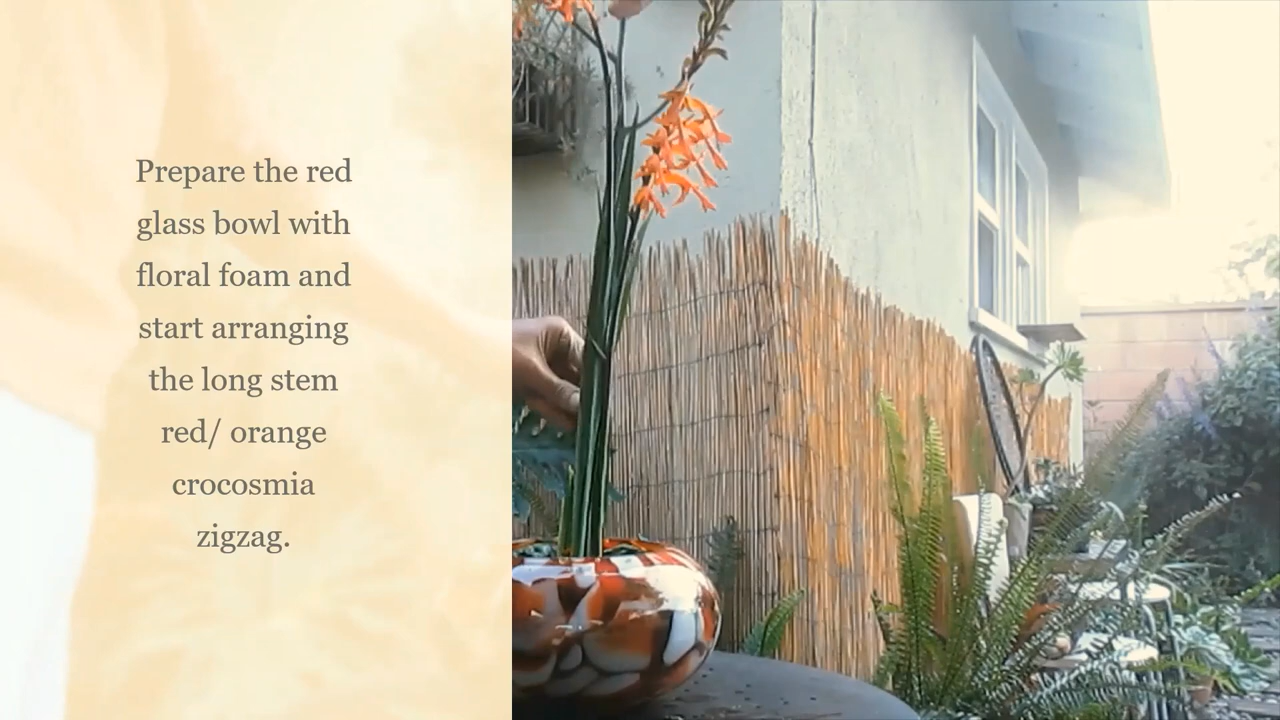 Prepare the red
glass bowl with
floral foam and
start arranging
the long stem
red/ orange
crocosmia
zigzag.